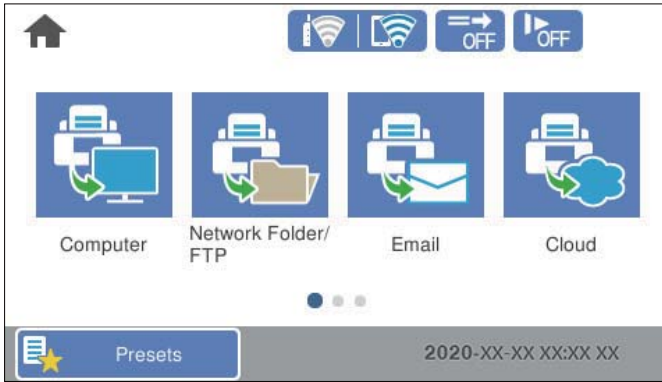 OFF
OFF
Computer
Network Folder/
FTP
Email
Cloud
Presets
2020-XX-XX XX:XX XX